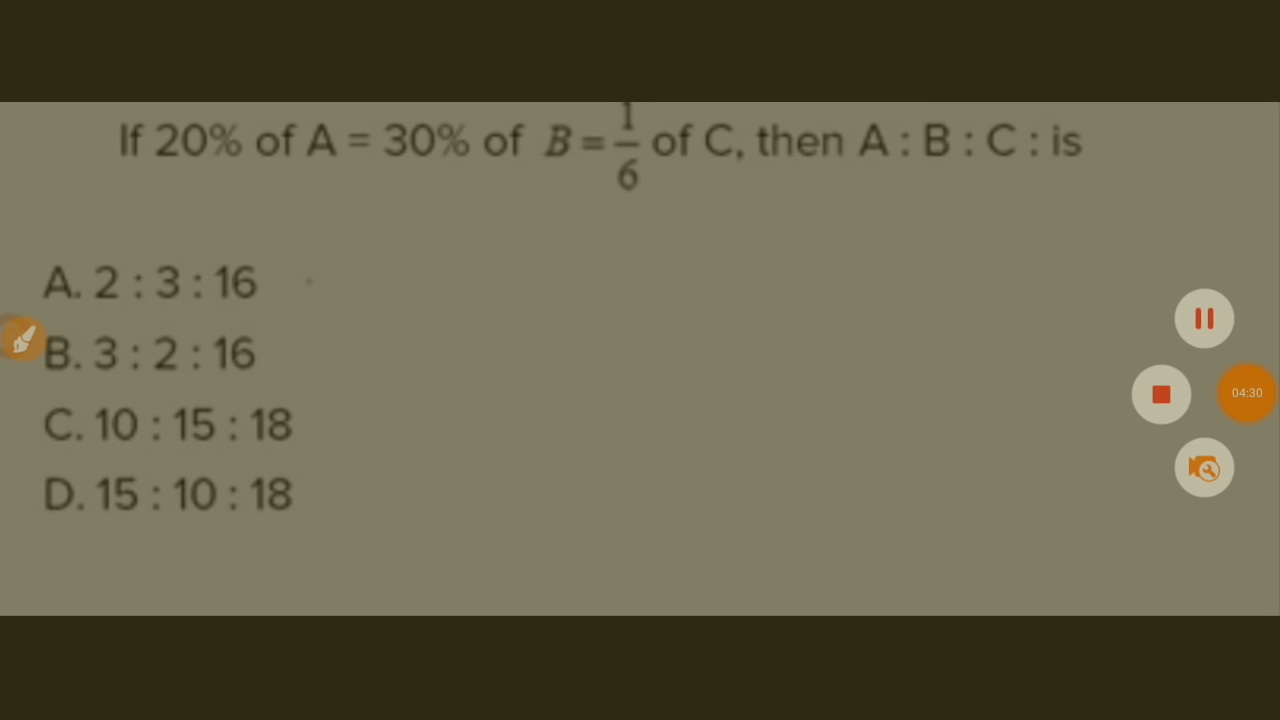 If 20% of A = 30% of B = 1/6 of C, then A : B : C : is
A. 2 : 3 : 16
B. 3 : 2 : 16
C. 10 : 15 : 18
D. 15 : 10 : 18
04:30